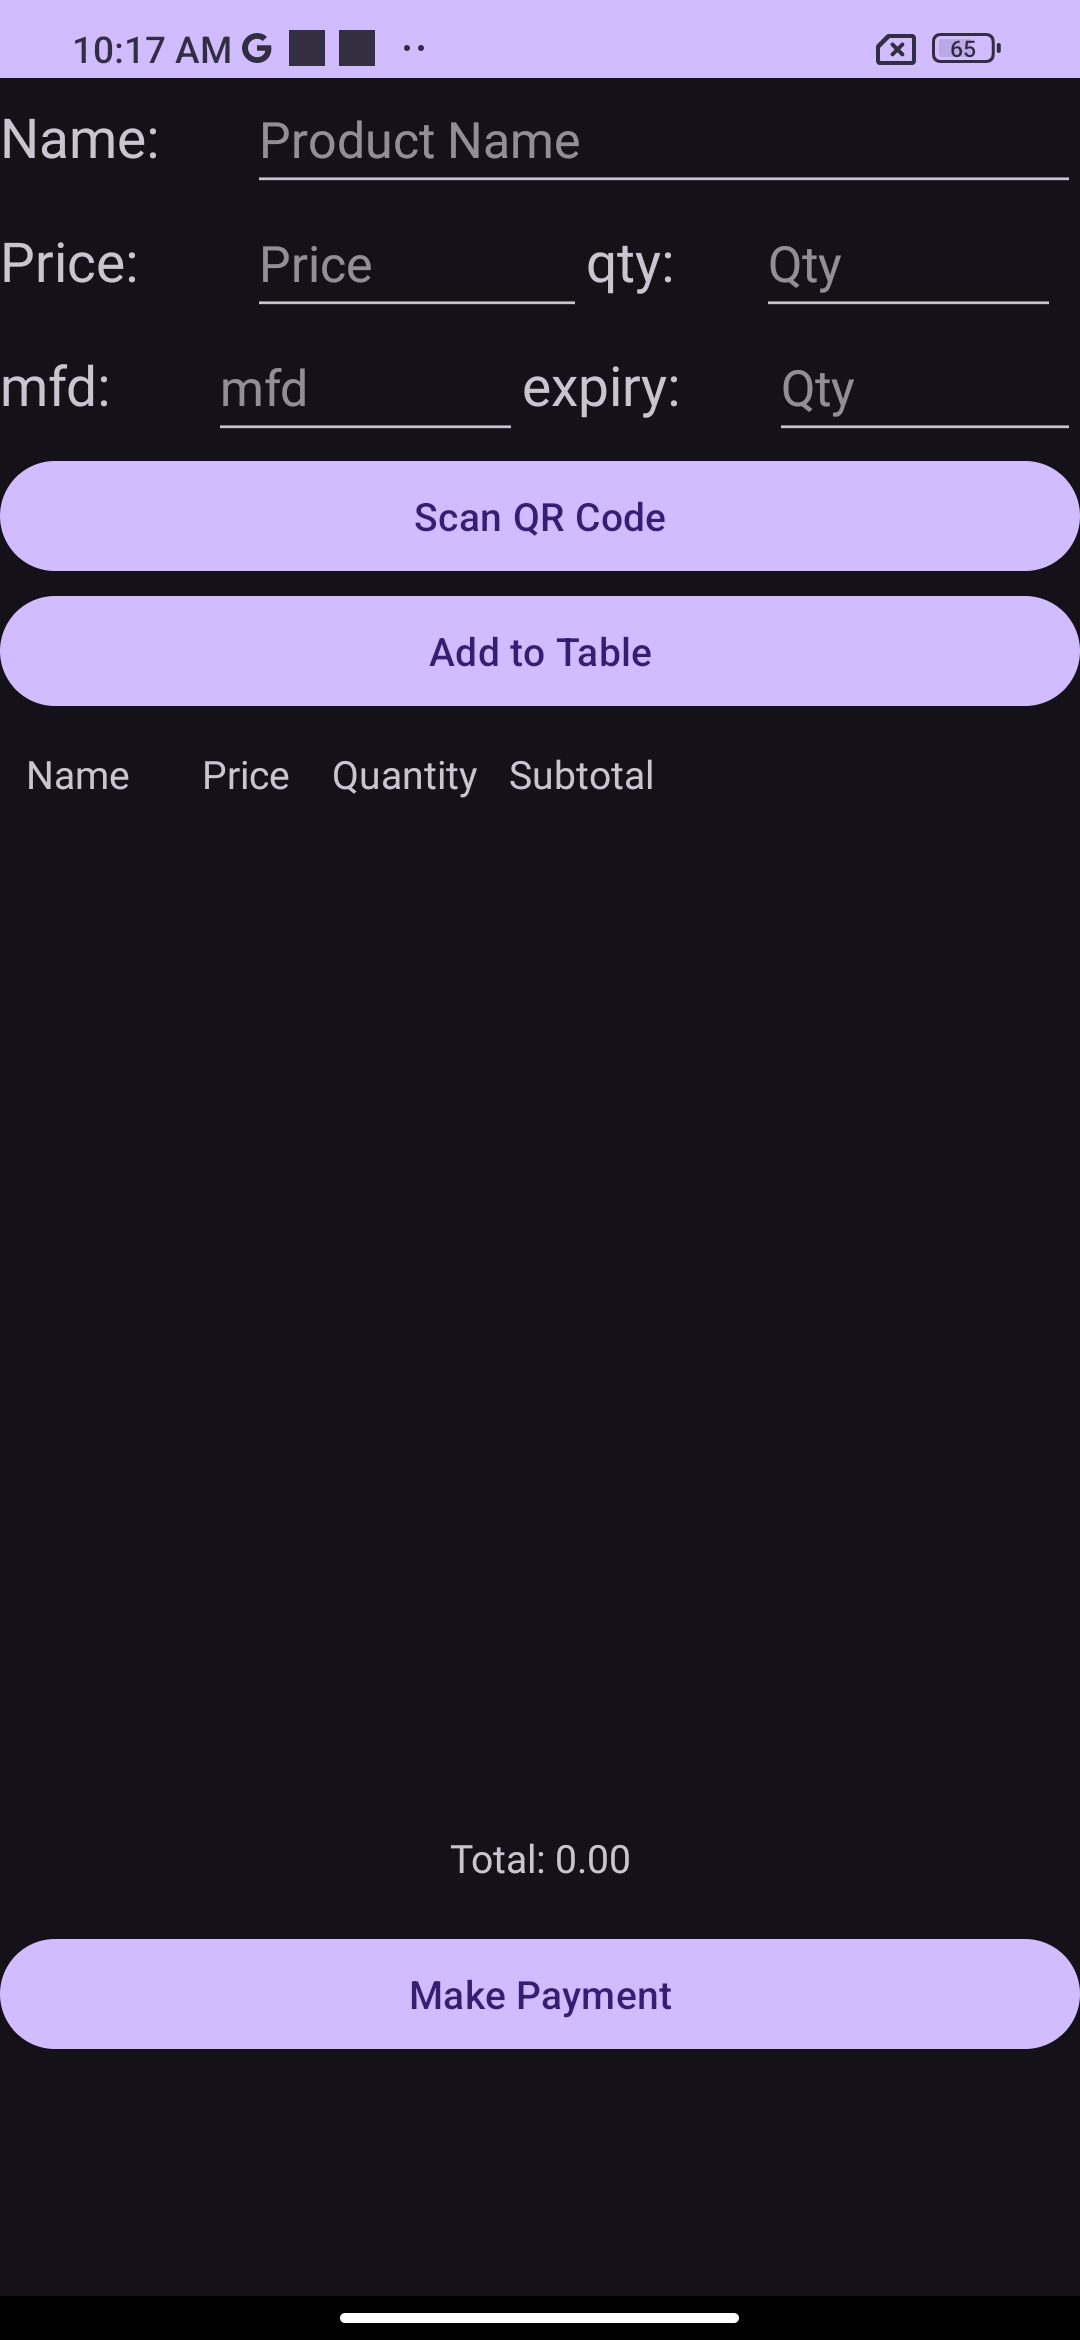 10:17 AM G 65
Name: Product Name
Price: Price qty: Qty
mfd: mfd expiry: Qty
Scan QR Code
Add to Table
Name Price Quantity Subtotal
Total: 0.00
Make Payment